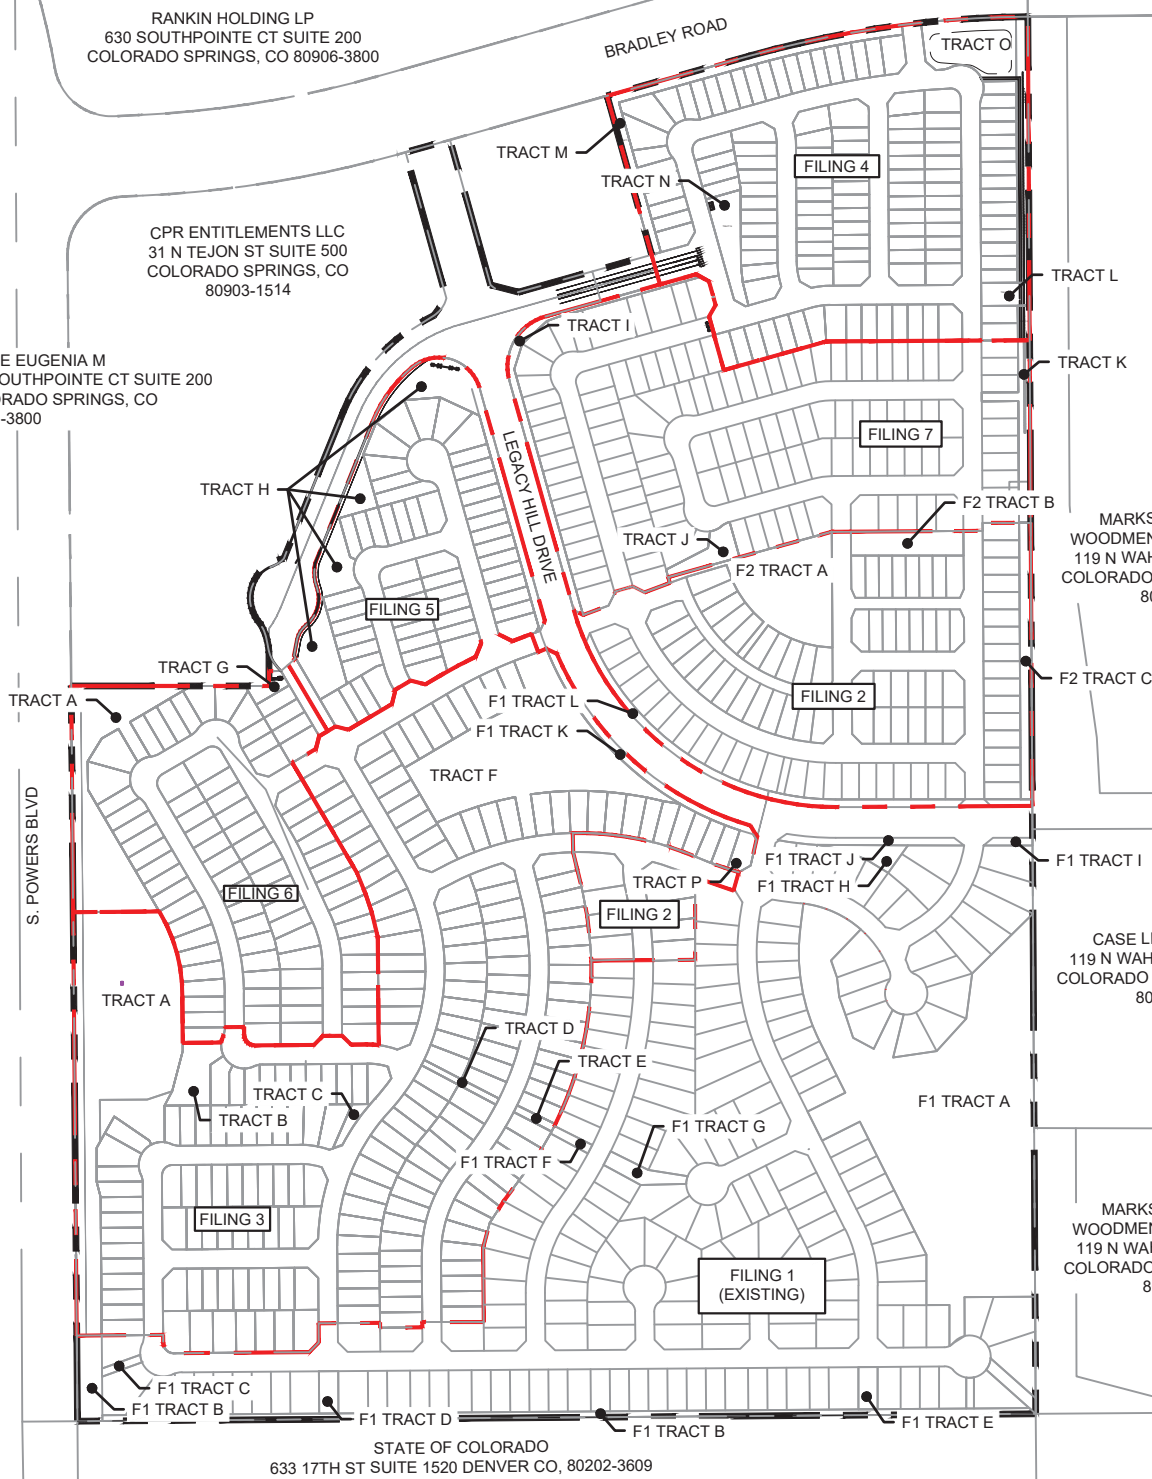 RANKIN HOLDING LP
630 SOUTHPOINTE CT SUITE 200
COLORADO SPRINGS, CO 80906-3800
BRADLEY ROAD
TRACT O
TRACT M
TRACT N
FILING 4
CPR ENTITLEMENTS LLC
31 N TEJON ST SUITE 500
COLORADO SPRINGS, CO
80903-1514
TRACT L
TRACT I
E EUGENIA M
OUTHPOINTE CT SUITE 200
ORADO SPRINGS, CO
-3800
TRACT K
FILING 7
LEGACY HILL DRIVE
TRACT H
F2 TRACT B
MARKS
WOODMEN
119 N WAH
COLORADO
80
TRACT J
F2 TRACT A
FILING 5
TRACT G
F2 TRACT C
TRACT A
FILING 2
F1 TRACT L
F1 TRACT K
TRACT F
S. POWERS BLVD
F1 TRACT J
F1 TRACT I
TRACT P
F1 TRACT H
FILING 6
FILING 2
CASE L
119 N WAH
COLORADO
80
TRACT A
TRACT D
TRACT E
TRACT C
F1 TRACT A
TRACT B
F1 TRACT G
F1 TRACT F
FILING 3
MARKS
WOODMEN
119 N WAH
COLORADO
8
FILING 1
(EXISTING)
F1 TRACT C
F1 TRACT B
F1 TRACT D
F1 TRACT E
F1 TRACT B
STATE OF COLORADO
633 17TH ST SUITE 1520 DENVER CO, 80202-3609